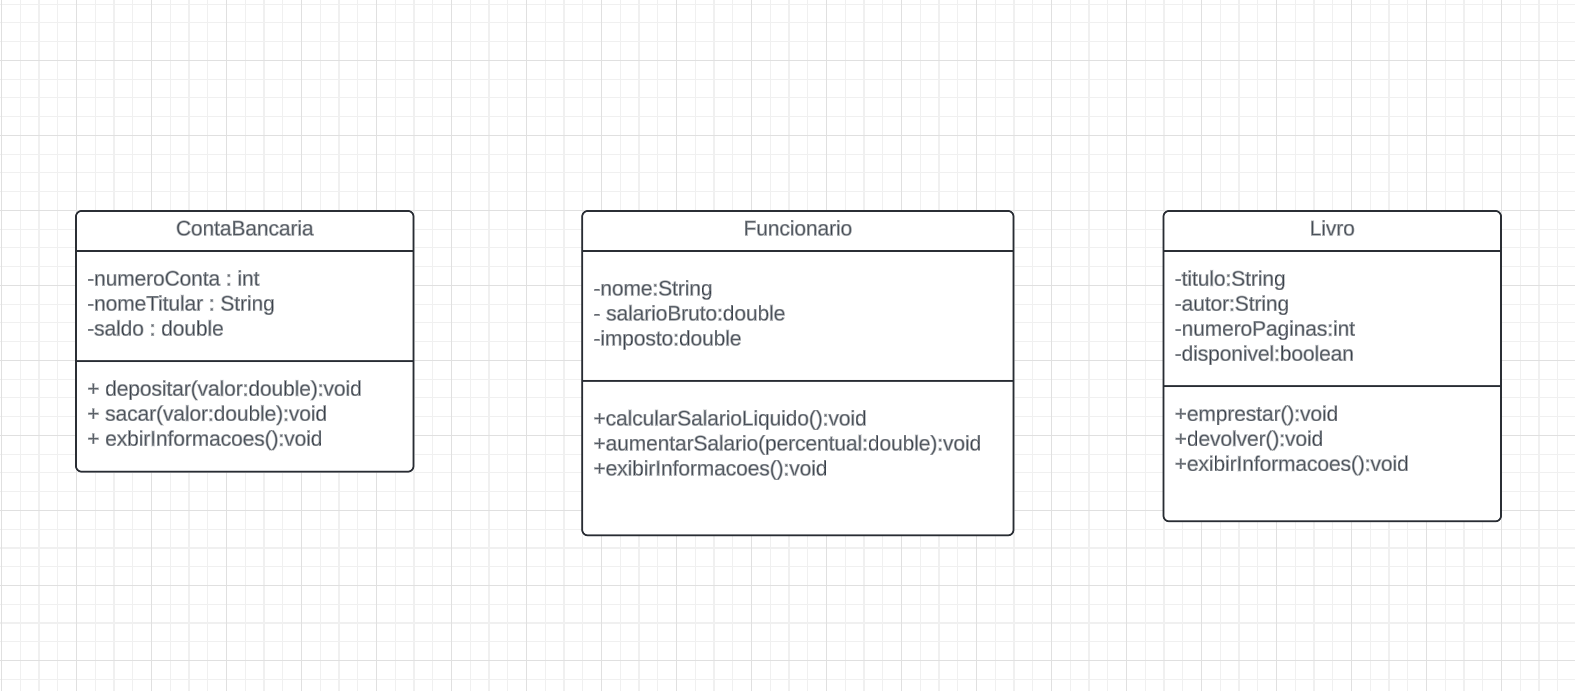 ContaBancaria
-numeroConta : int
-nomeTitular : String
-saldo : double
+ depositar(valor:double):void
+ sacar(valor:double):void
+ exbirInformacoes():void
Funcionario
-nome:String
- salarioBruto:double
-imposto:double
+calcularSalarioLiquido():void
+aumentarSalario(percentual:double):void
+exibirInformacoes():void
Livro
-titulo:String
-autor:String
-numeroPaginas:int
-disponivel:boolean
+emprestar():void
+devolver():void
+exibirInformacoes():void